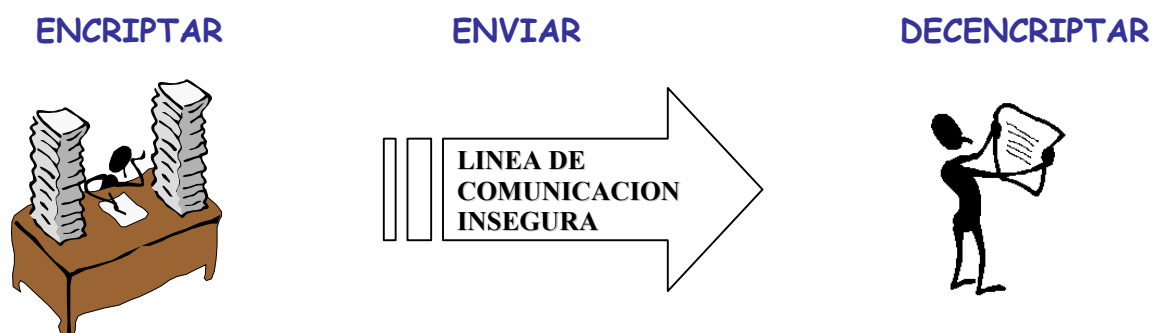 ENCRIPTAR
ENVIAR
DECENCRIPTAR
LINEA DE
COMUNICACION
INSEGURA